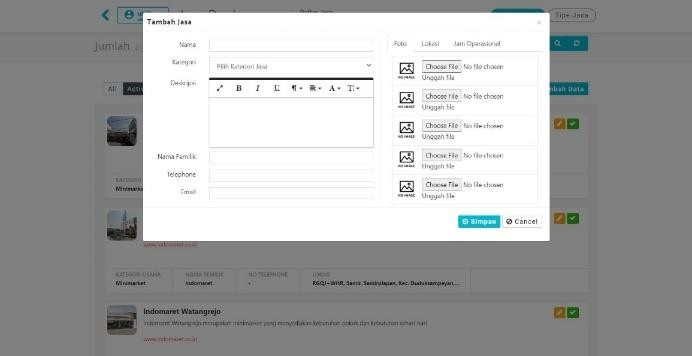 Tambah Jasa
×
Tipe Jasa
Jumlah
All
Activ
mbah Data
Nama
Kategori
Pilih Kategori Jasa
Deskripsi
B I U ¶ A T
Nama Pemilik
Telephone
Email
Foto Lokasi Jam Operasional
NO IMAGE
Choose File No file chosen
Unggah file
NO IMAGE
Choose File No file chosen
Unggah file
NO IMAGE
Choose File No file chosen
Unggah file
NO IMAGE
Choose File No file chosen
Unggah file
NO IMAGE
Choose File No file chosen
Unggah file
Simpan
Cancel
KATEGORI
Minimark
www.indomaret.co.id
KATEGORI USAHA NAMA PEMILIK NO TELEPHONE LOKASI
Minimarket Indomaret - RGQJ+WHR, Samir, Samirplapan, Kec. Duduksampeyan,...
Indomaret Watangrejo
Indomaret Watangrejo merupakan minimarket yang menyediakan kebutuhan pokok dan kebutuhan sehari hari
www.indomaret.co.id